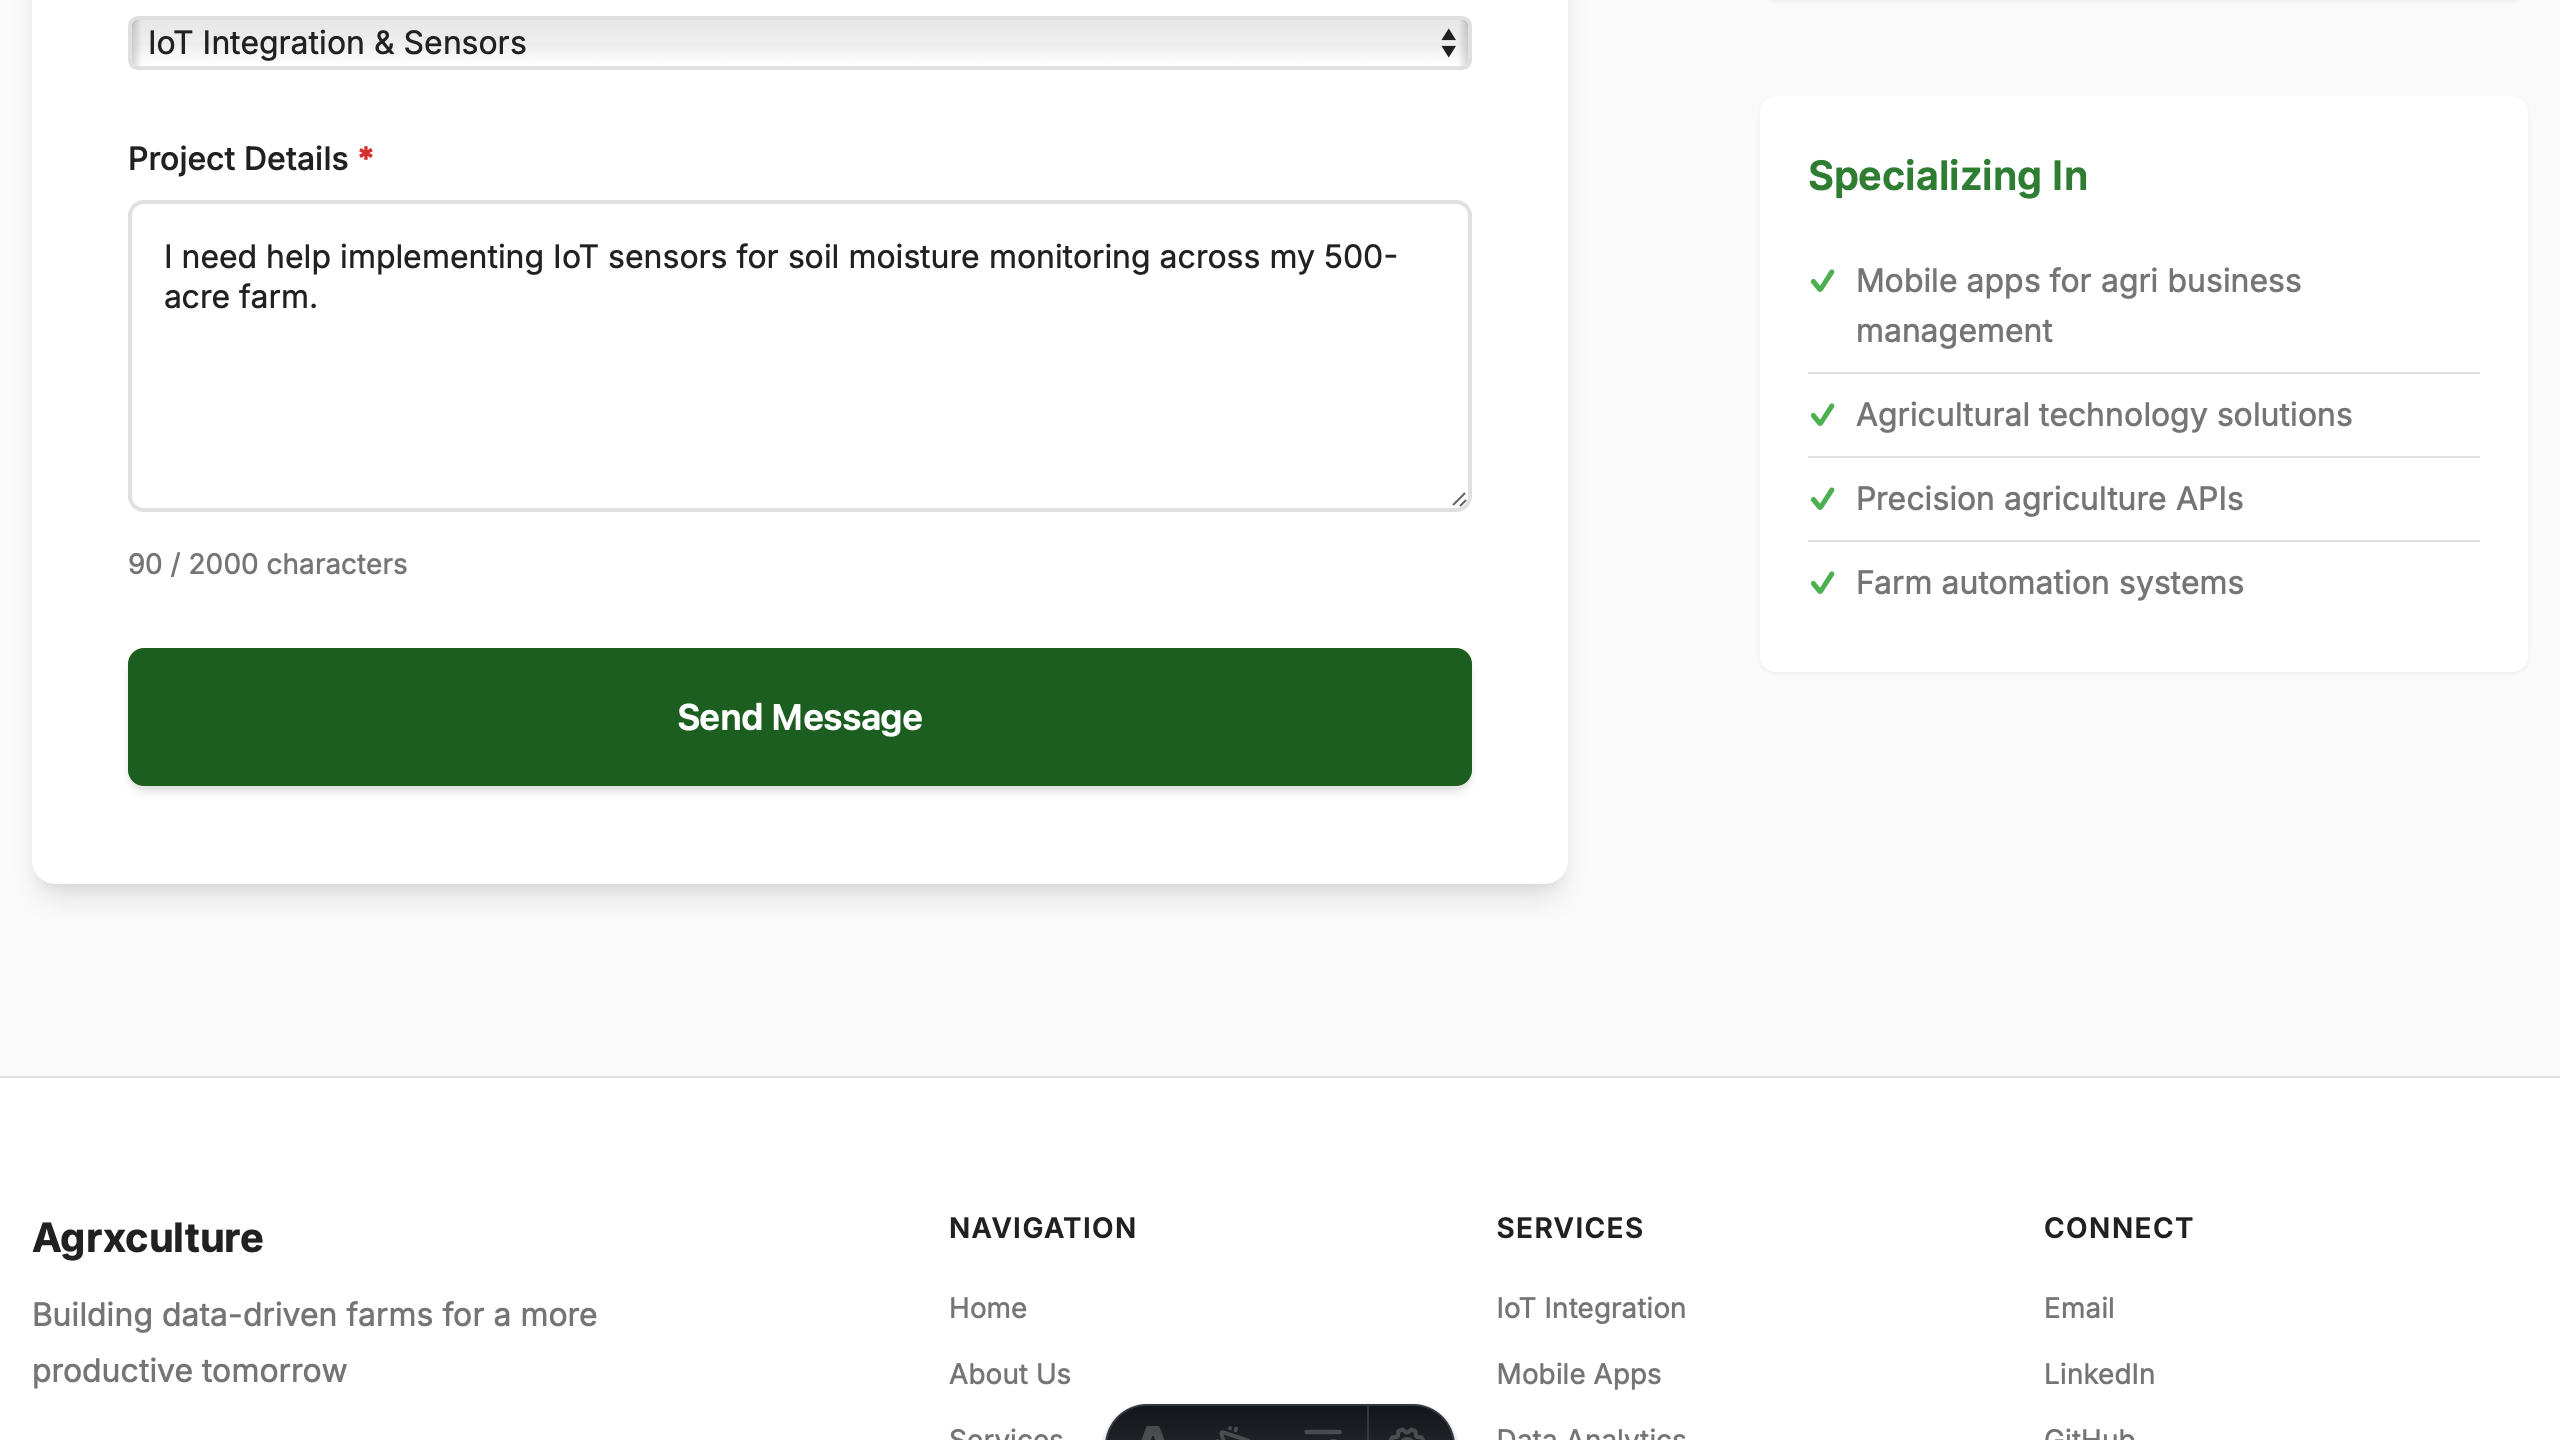 IoT Integration & Sensors
Project Details *
I need help implementing IoT sensors for soil moisture monitoring across my 500-
acre farm.
90 / 2000 characters
Send Message
Specializing In
Mobile apps for agri business
management
Agricultural technology solutions
Precision agriculture APIs
Farm automation systems
Agrxculture
Building data-driven farms for a more
productive tomorrow
NAVIGATION
Home
About Us
Services
SERVICES
IoT Integration
Mobile Apps
Data Analytics
CONNECT
Email
LinkedIn
GitHub